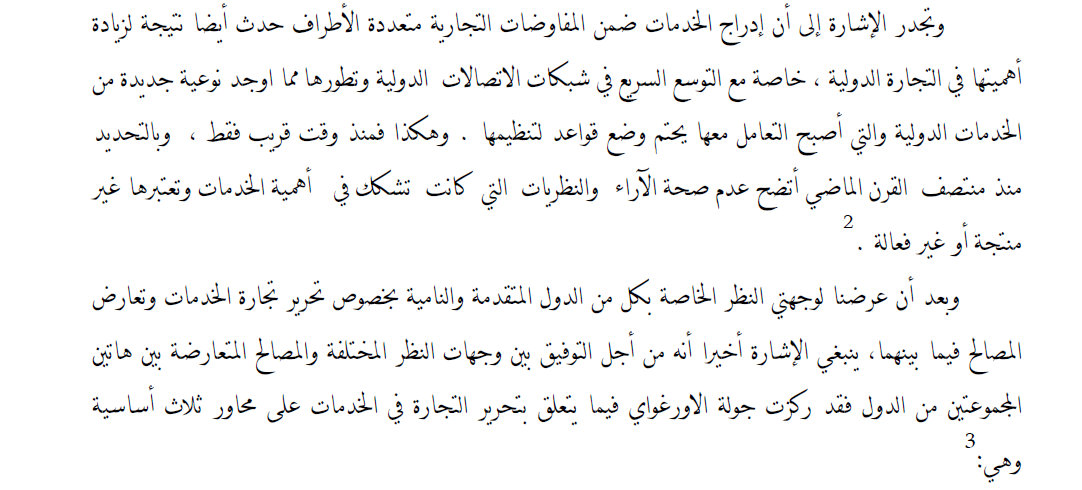 وتجدر الإشارة إلى أن إدراج الخدمات ضمن المفاوضات التجارية متعددة الأطراف حدث أيضا نتيجة لزيادة
أهميتها في التجارة الدولية ، خاصة مع التوسع السريع في شبكات الاتصالات الدولية وتطورها مما اوجد نوعية جديدة من
الخدمات الدولية والتي أصبح التعامل معها يحتم وضع قواعد لتنظيمها . وهكذا فمنذ وقت قريب فقط ، وبالتحديد
منذ منتصف القرن الماضي أتضح عدم صحة الآراء والنظريات التي كانت تشكك في أهمية الخدمات وتعتبرها غير
منتجة أو غير فعالة .2
وبعد أن عرضنا لوجهتي النظر الخاصة بكل من الدول المتقدمة والنامية بخصوص تحرير تجارة الخدمات وتعارض
المصالح فيما بينهما، ينبغي الإشارة أخيرا أنه من أجل التوفيق بين وجهات النظر المختلفة والمصالح المتعارضة بين هاتين
المجموعتين من الدول فقد ركزت جولة الاورغواي فيما يتعلق بتحرير التجارة في الخدمات على محاور ثلاث أساسية
وهي:3